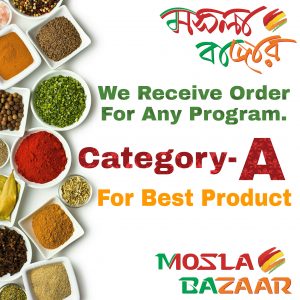 মসলা
বাজার
We Receive Order
For Any Program.
Category-A
For Best Product
MOSLA
BAZAAR